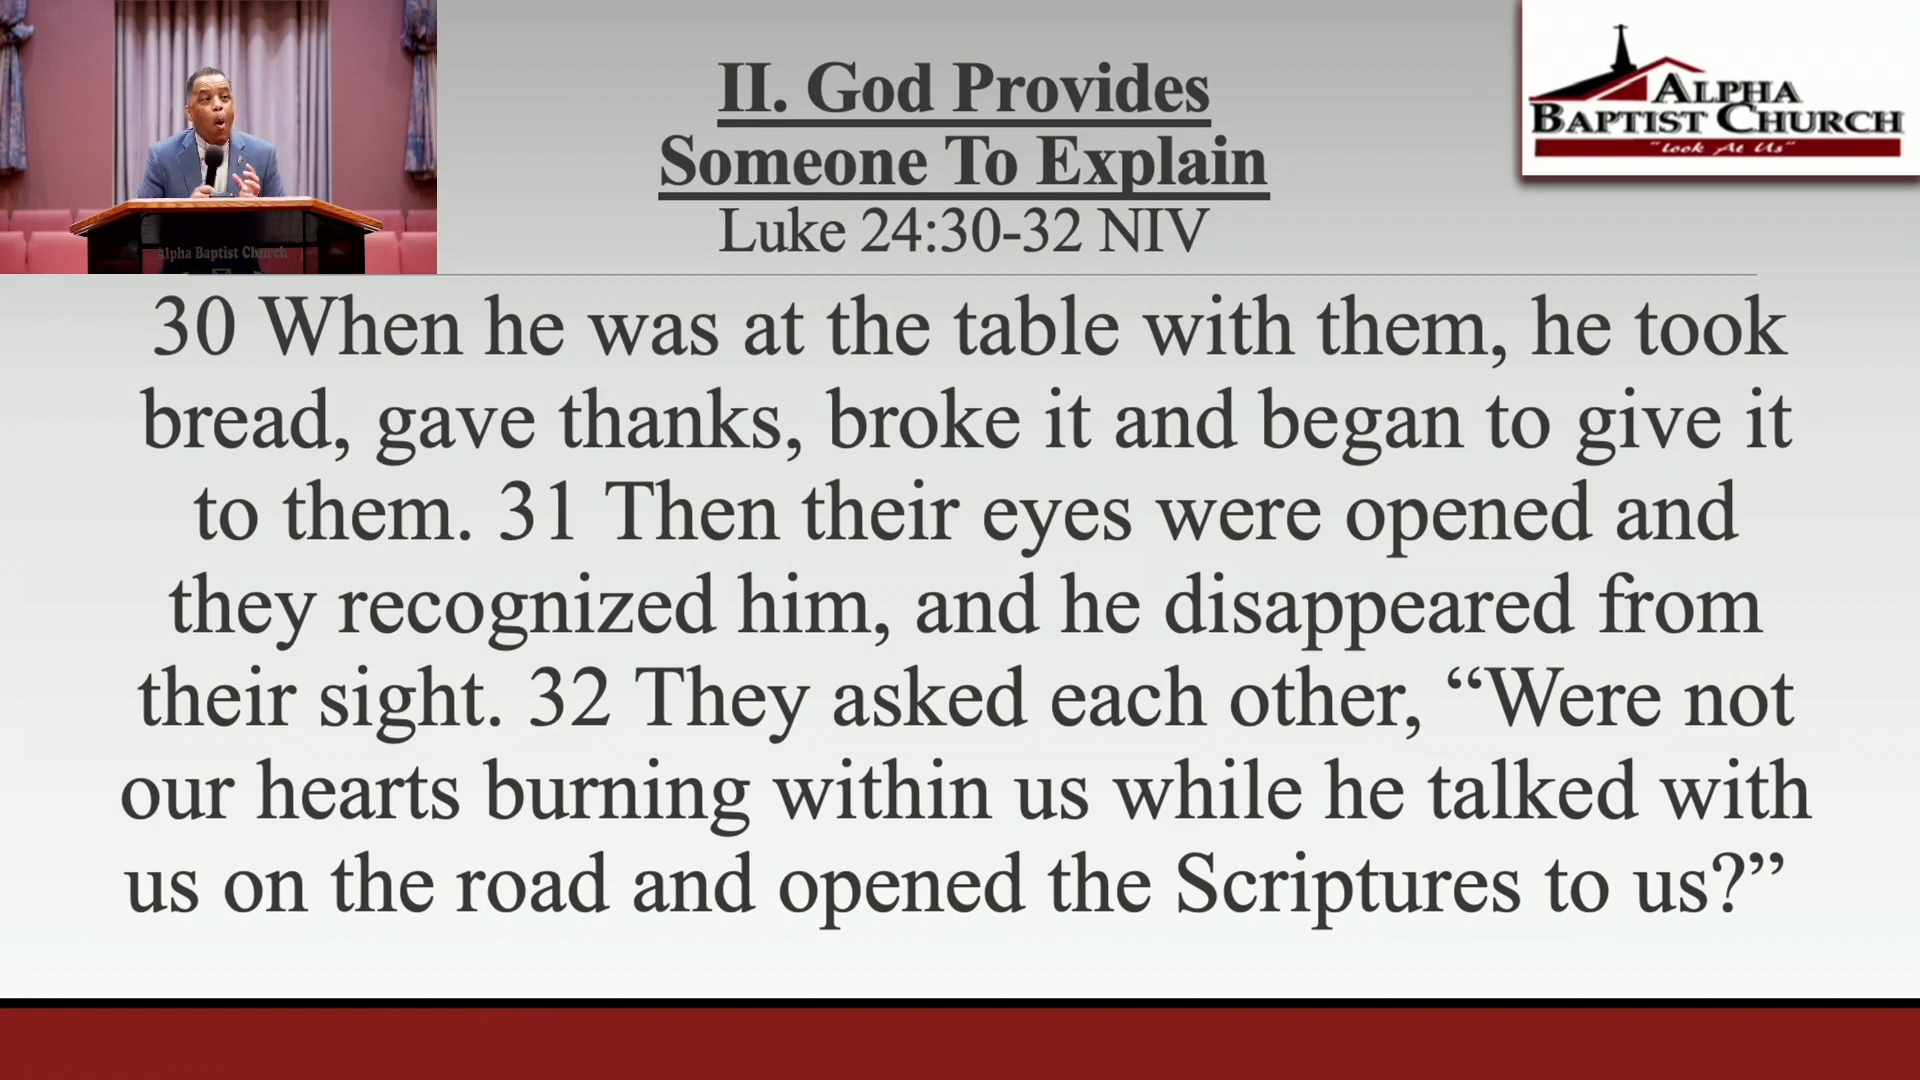 II. God Provides
Someone To Explain
Luke 24:30-32 NIV
ALPHA
BAPTIST CHURCH
"Look At Us"
Alpha Baptist Church
30 When he was at the table with them, he took
bread, gave thanks, broke it and began to give it
to them. 31 Then their eyes were opened and
they recognized him, and he disappeared from
their sight. 32 They asked each other, “Were not
our hearts burning within us while he talked with
us on the road and opened the Scriptures to us?”